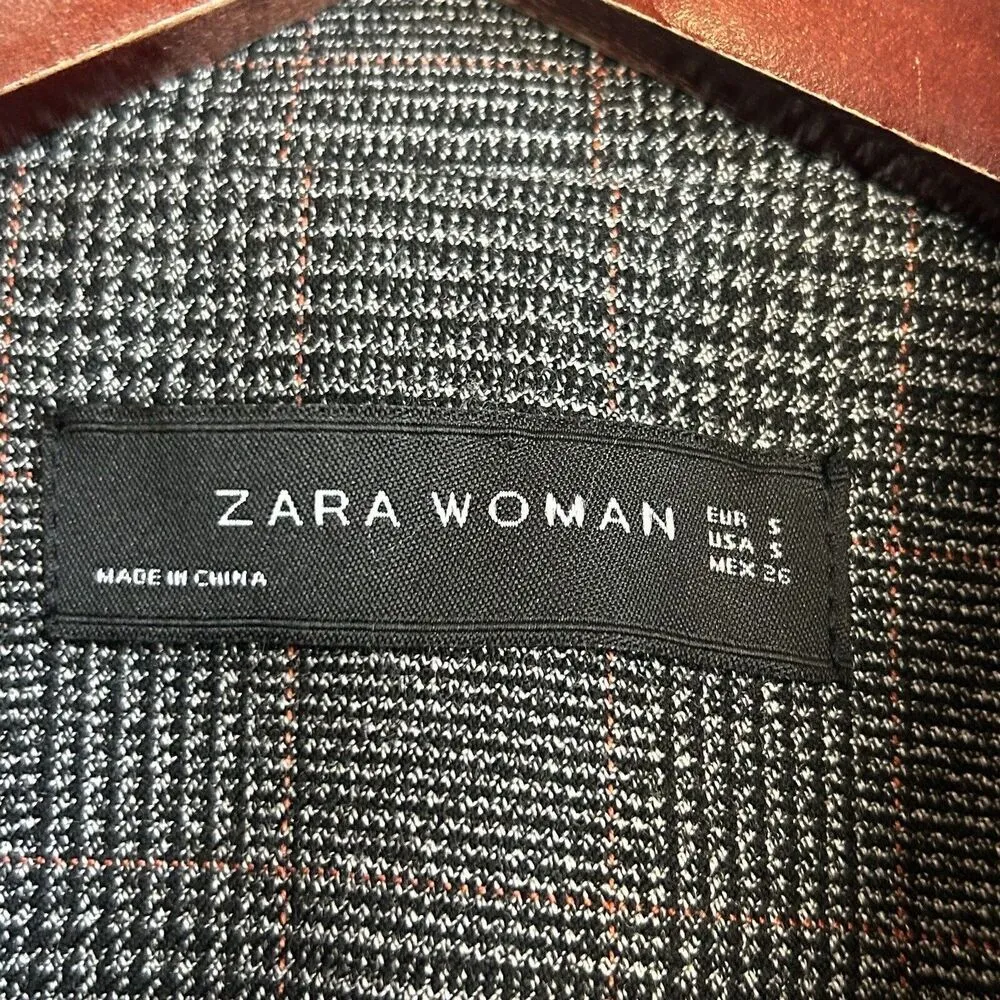 ZARA WOMAN
EUR S
USA S
MEX 26
MADE IN CHINA